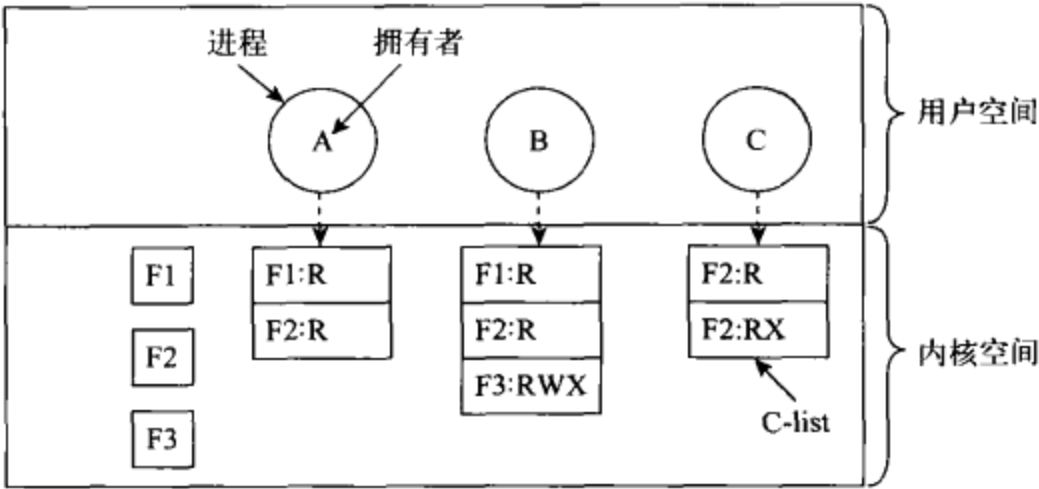 进程
拥有者
A
B
C
用户空间
F1
F2
F3
F1:R
F2:R
F1:R
F2:R
F3:RWX
F2:R
F2:RX
C-list
内核空间